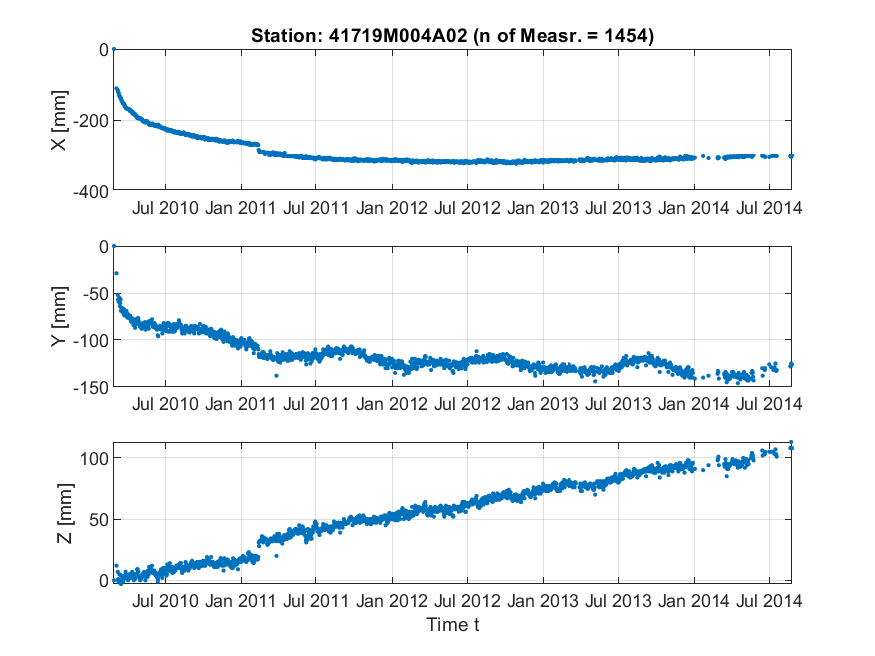 Station: 41719M004A02 (n of Measr. = 1454)
0
-200
-400
X [mm]
Jul 2010 Jan 2011 Jul 2011 Jan 2012 Jul 2012 Jan 2013 Jul 2013 Jan 2014 Jul 2014
0
-50
-100
-150
Y [mm]
Jul 2010 Jan 2011 Jul 2011 Jan 2012 Jul 2012 Jan 2013 Jul 2013 Jan 2014 Jul 2014
100
50
0
Z [mm]
Jul 2010 Jan 2011 Jul 2011 Jan 2012 Jul 2012 Jan 2013 Jul 2013 Jan 2014 Jul 2014
Time t